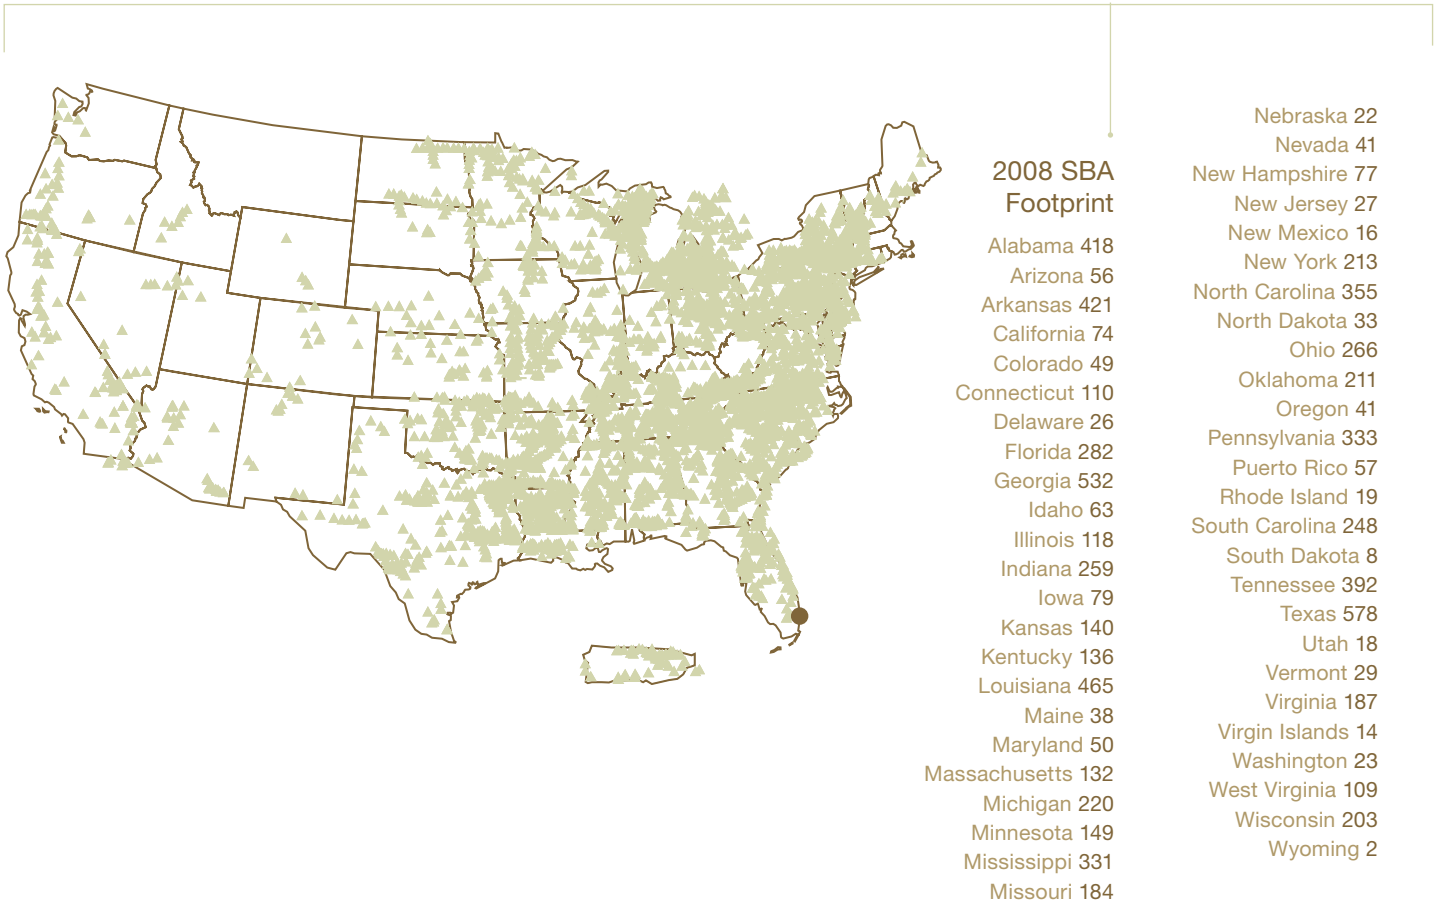 2008 SBA
Footprint
Alabama 418
Arizona 56
Arkansas 421
California 74
Colorado 49
Connecticut 110
Delaware 26
Florida 282
Georgia 532
Idaho 63
Illinois 118
Indiana 259
Iowa 79
Kansas 140
Kentucky 136
Louisiana 465
Maine 38
Maryland 50
Massachusetts 132
Michigan 220
Minnesota 149
Mississippi 331
Missouri 184
Nebraska 22
Nevada 41
New Hampshire 77
New Jersey 27
New Mexico 16
New York 213
North Carolina 355
North Dakota 33
Ohio 266
Oklahoma 211
Oregon 41
Pennsylvania 333
Puerto Rico 57
Rhode Island 19
South Carolina 248
South Dakota 8
Tennessee 392
Texas 578
Utah 18
Vermont 29
Virginia 187
Virgin Islands 14
Washington 23
West Virginia 109
Wisconsin 203
Wyoming 2